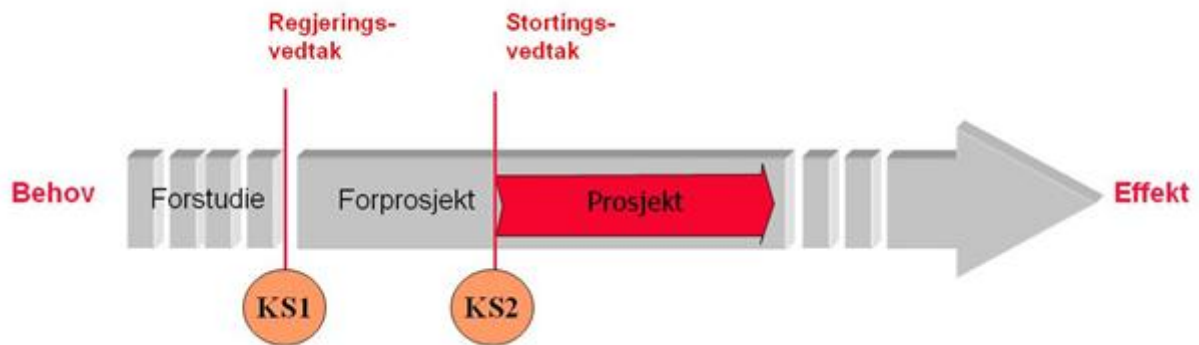 Regjerings-
vedtak
Stortings-
vedtak
Behov
Forstudie
Forprosjekt
Prosjekt
Effekt
KS1
KS2